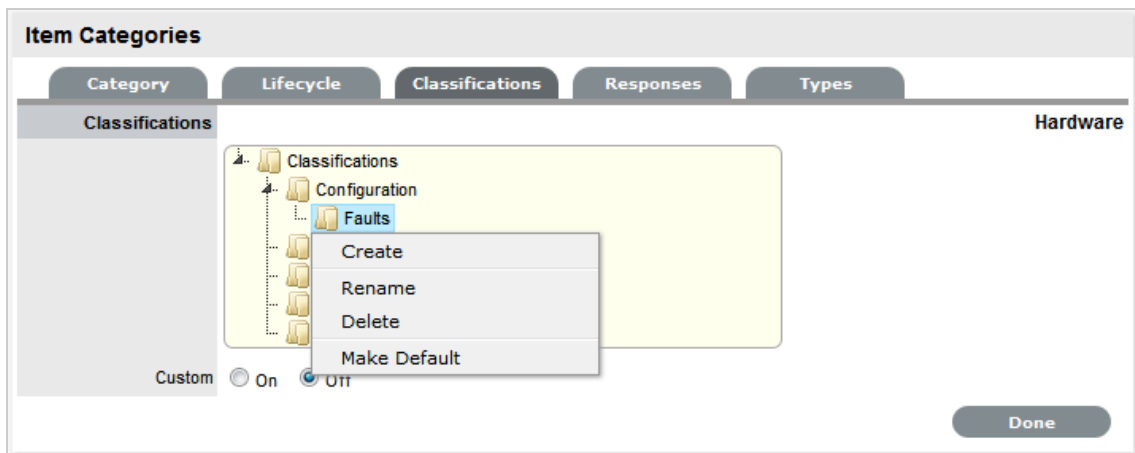 Item Categories
Category Lifecycle Classifications Responses Types
Classifications Hardware
Classifications
Configuration
Faults
Create
Rename
Delete
Make Default
Custom On Off
Done